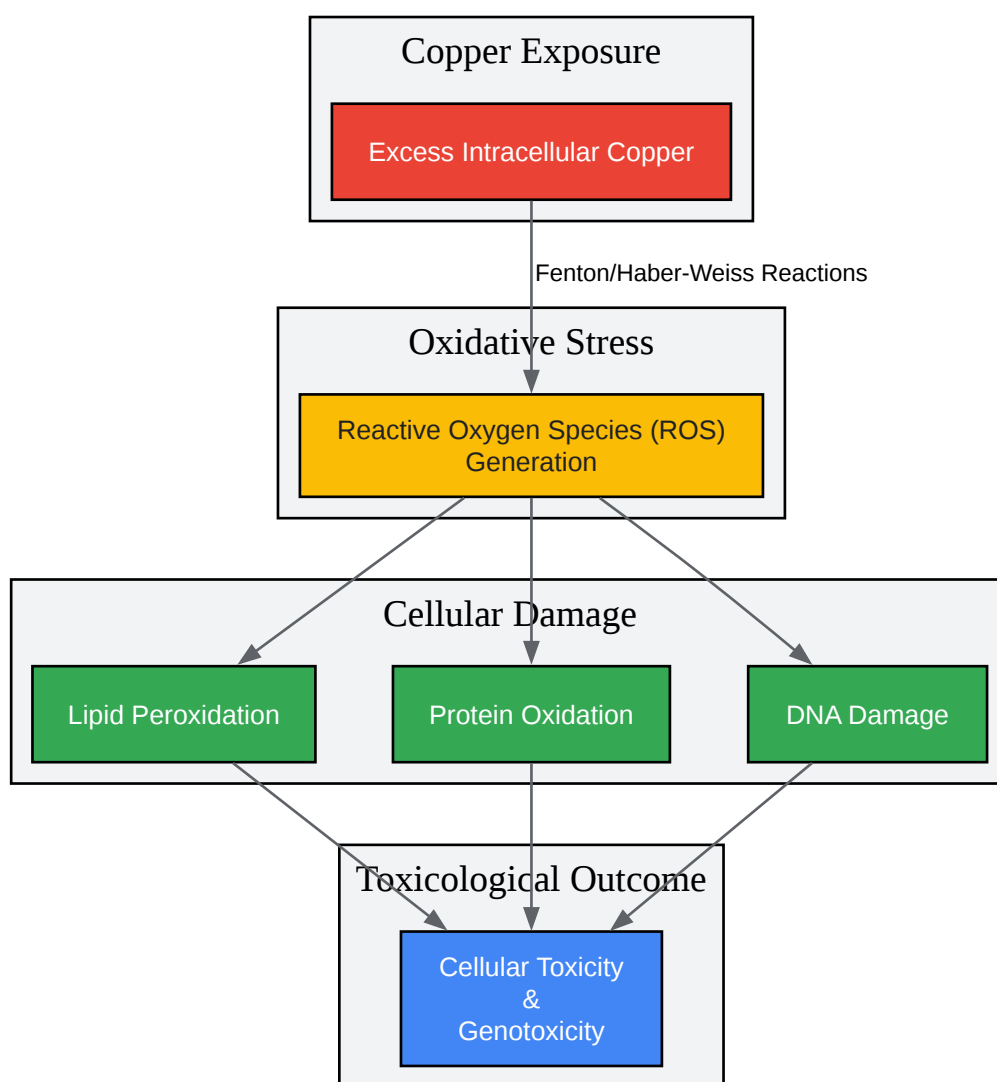 Copper Exposure
Excess Intracellular Copper
Fenton/Haber-Weiss Reactions
Oxidative Stress
Reactive Oxygen Species (ROS)
Generation
Cellular Damage
Lipid Peroxidation
Protein Oxidation
DNA Damage
Toxicological Outcome
Cellular Toxicity
&
Genotoxicity